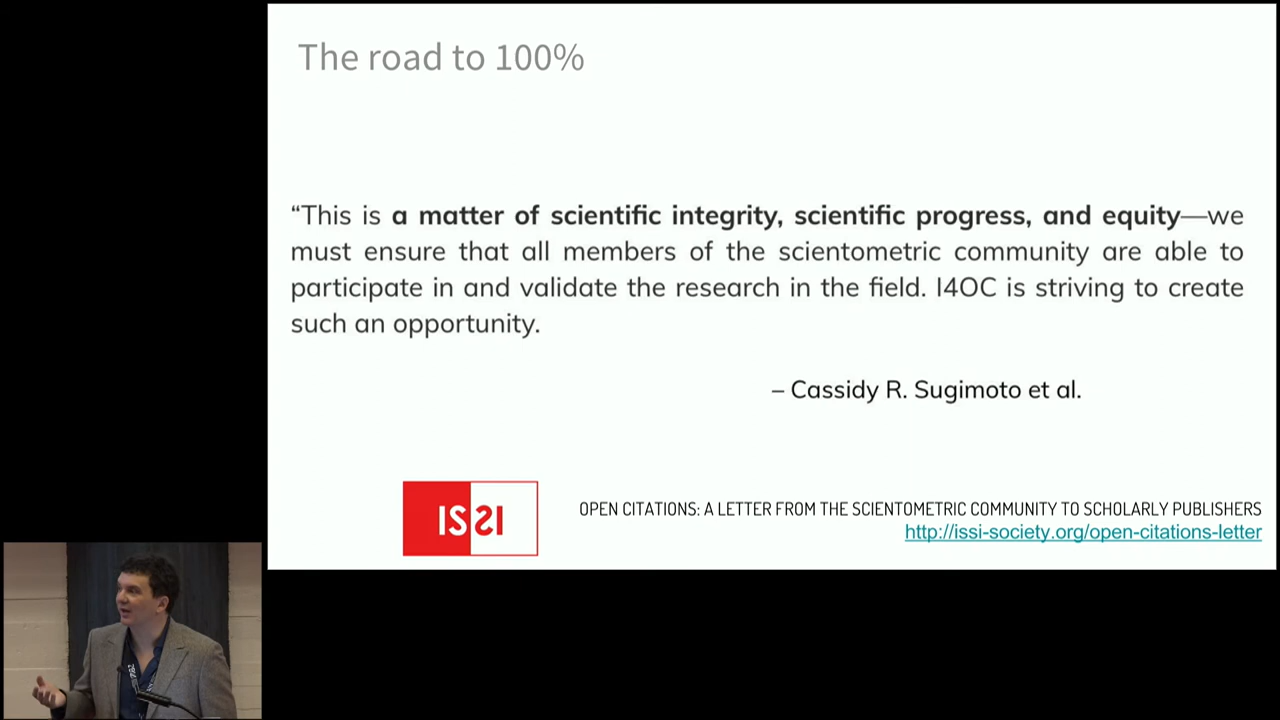 The road to 100%
“This is a matter of scientific integrity, scientific progress, and equity—we
must ensure that all members of the scientometric community are able to
participate in and validate the research in the field. I4OC is striving to create
such an opportunity.
– Cassidy R. Sugimoto et al.
ISSI
OPEN CITATIONS: A LETTER FROM THE SCIENTOMETRIC COMMUNITY TO SCHOLARLY PUBLISHERS
http://issi-society.org/open-citations-letter